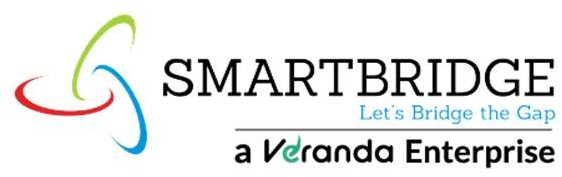 SMARTBRIDGE
Let's Bridge the Gap
a Veranda Enterprise